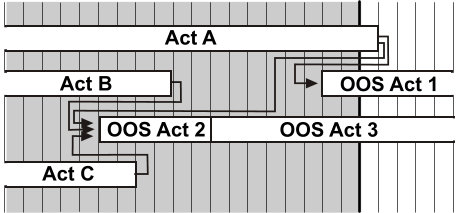 Act A
Act B
OOS Act 1
OOS Act 2
OOS Act 3
Act C